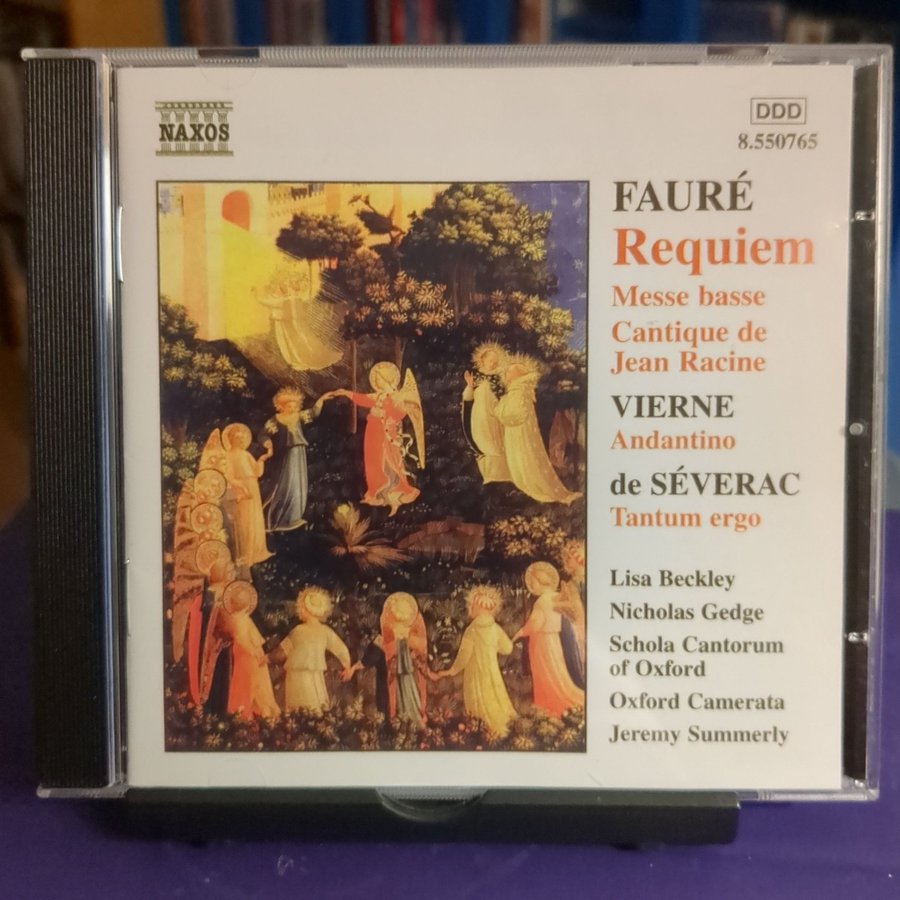 NAXOS
DDD
8.550765
FAURÉ
Requiem
Messe basse
Cantique de
Jean Racine
VIERNE
Andantino
de SÉVERAC
Tantum ergo
Lisa Beckley
Nicholas Gedge
Schola Cantorum
of Oxford
Oxford Camerata
Jeremy Summerly